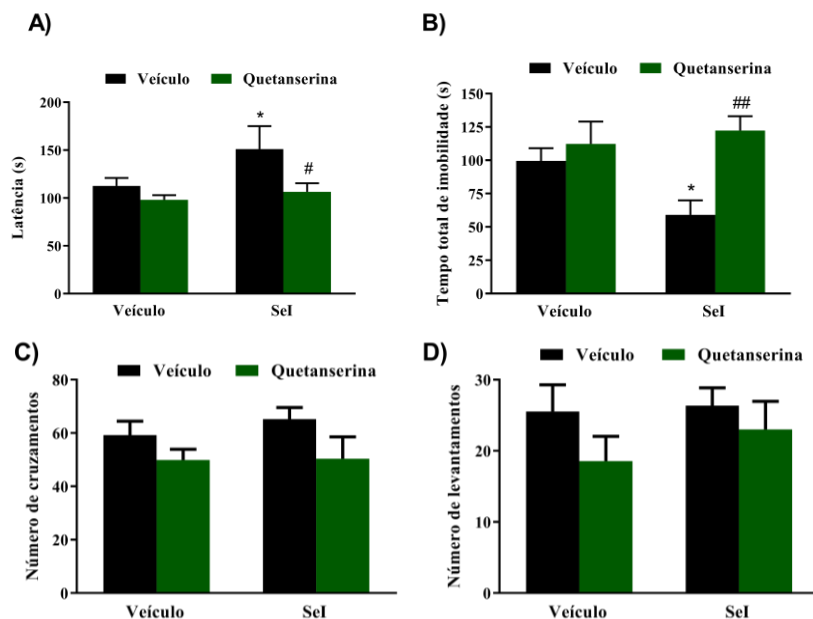 A)
Veículo Quetanserina
Latência (s)
200
150
100
50
0
*
#
Veículo SeI
B)
Veículo Quetanserina
Tempo total de imobilidade (s)
150
125
100
75
50
25
0
*
##
Veículo SeI
C)
Veículo Quetanserina
Número de cruzamentos
80
60
40
20
0
Veículo SeI
D)
Veículo Quetanserina
Número de levantamentos
30
20
10
0
Veículo SeI